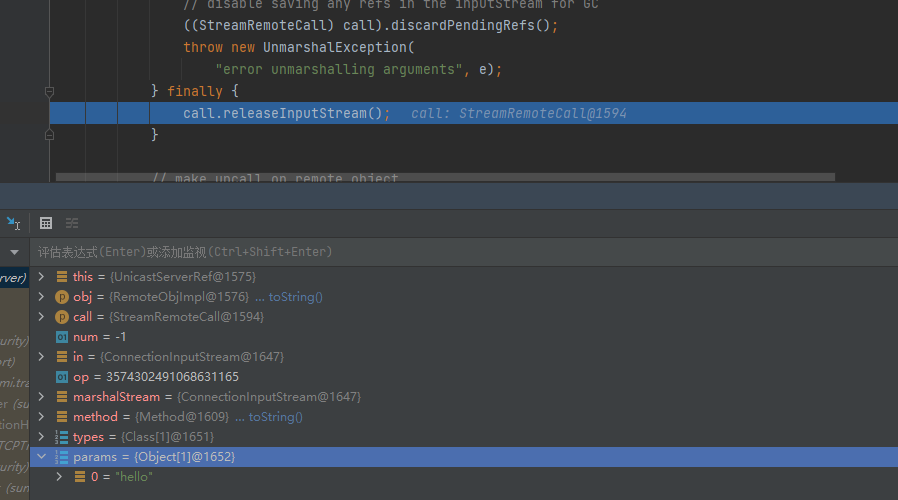 // disable saving any refs in the inputStream for GC
((StreamRemoteCall) call).discardPendingRefs();
throw new UnmarshalException(
"error unmarshalling arguments", e);
} finally {
call.releaseInputStream();   call: StreamRemoteCall@1594
}
// make upcall on remote object
评估表达式(Enter)或添加监视(Ctrl+Shift+Enter)
rver)
this = {UnicastServerRef@1575}
obj = {RemoteObjImpl@1576} ... toString()
call = {StreamRemoteCall@1594}
num = -1
urity)
in = {ConnectionInputStream@1647}
ort)
op = 3574302491068631165
mi.tra
marshalStream = {ConnectionInputStream@1647}
er (su
method = {Method@1609} ... toString()
ctionH
types = {Class[1]@1651}
TCPT
params = {Object[1]@1652}
urity)
0 = "hello"
s (sun